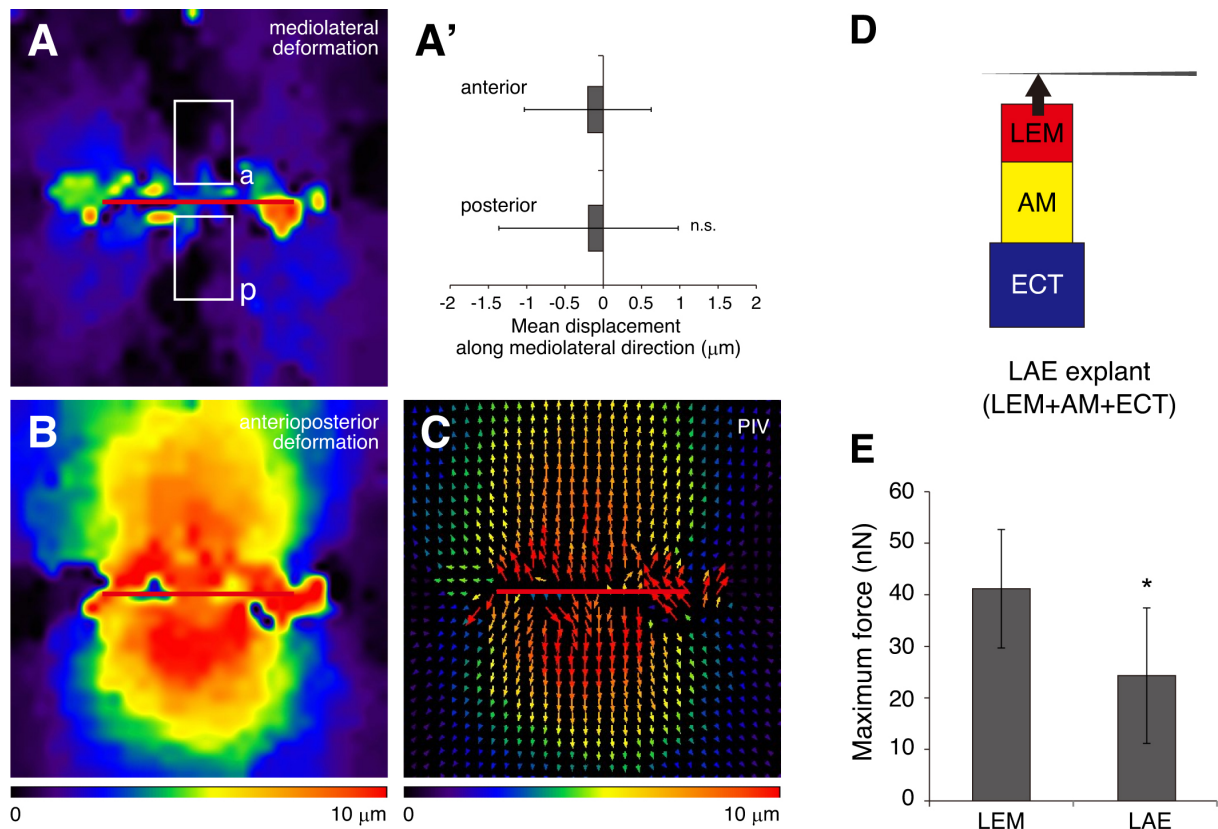 A
mediolateral
deformation
a
p
A'
anterior
posterior
n.s.
-2 -1.5 -1 -0.5 0 0.5 1 1.5 2
Mean displacement
along mediolateral direction (μm)
D
LEM
AM
ECT
LAE explant
(LEM+AM+ECT)
B
anterioposterior
deformation
0 10 μm
C
PIV
0 10 μm
E
Maximum force (nN)
60
50
40
30
20
10
0
*
LEM LAE